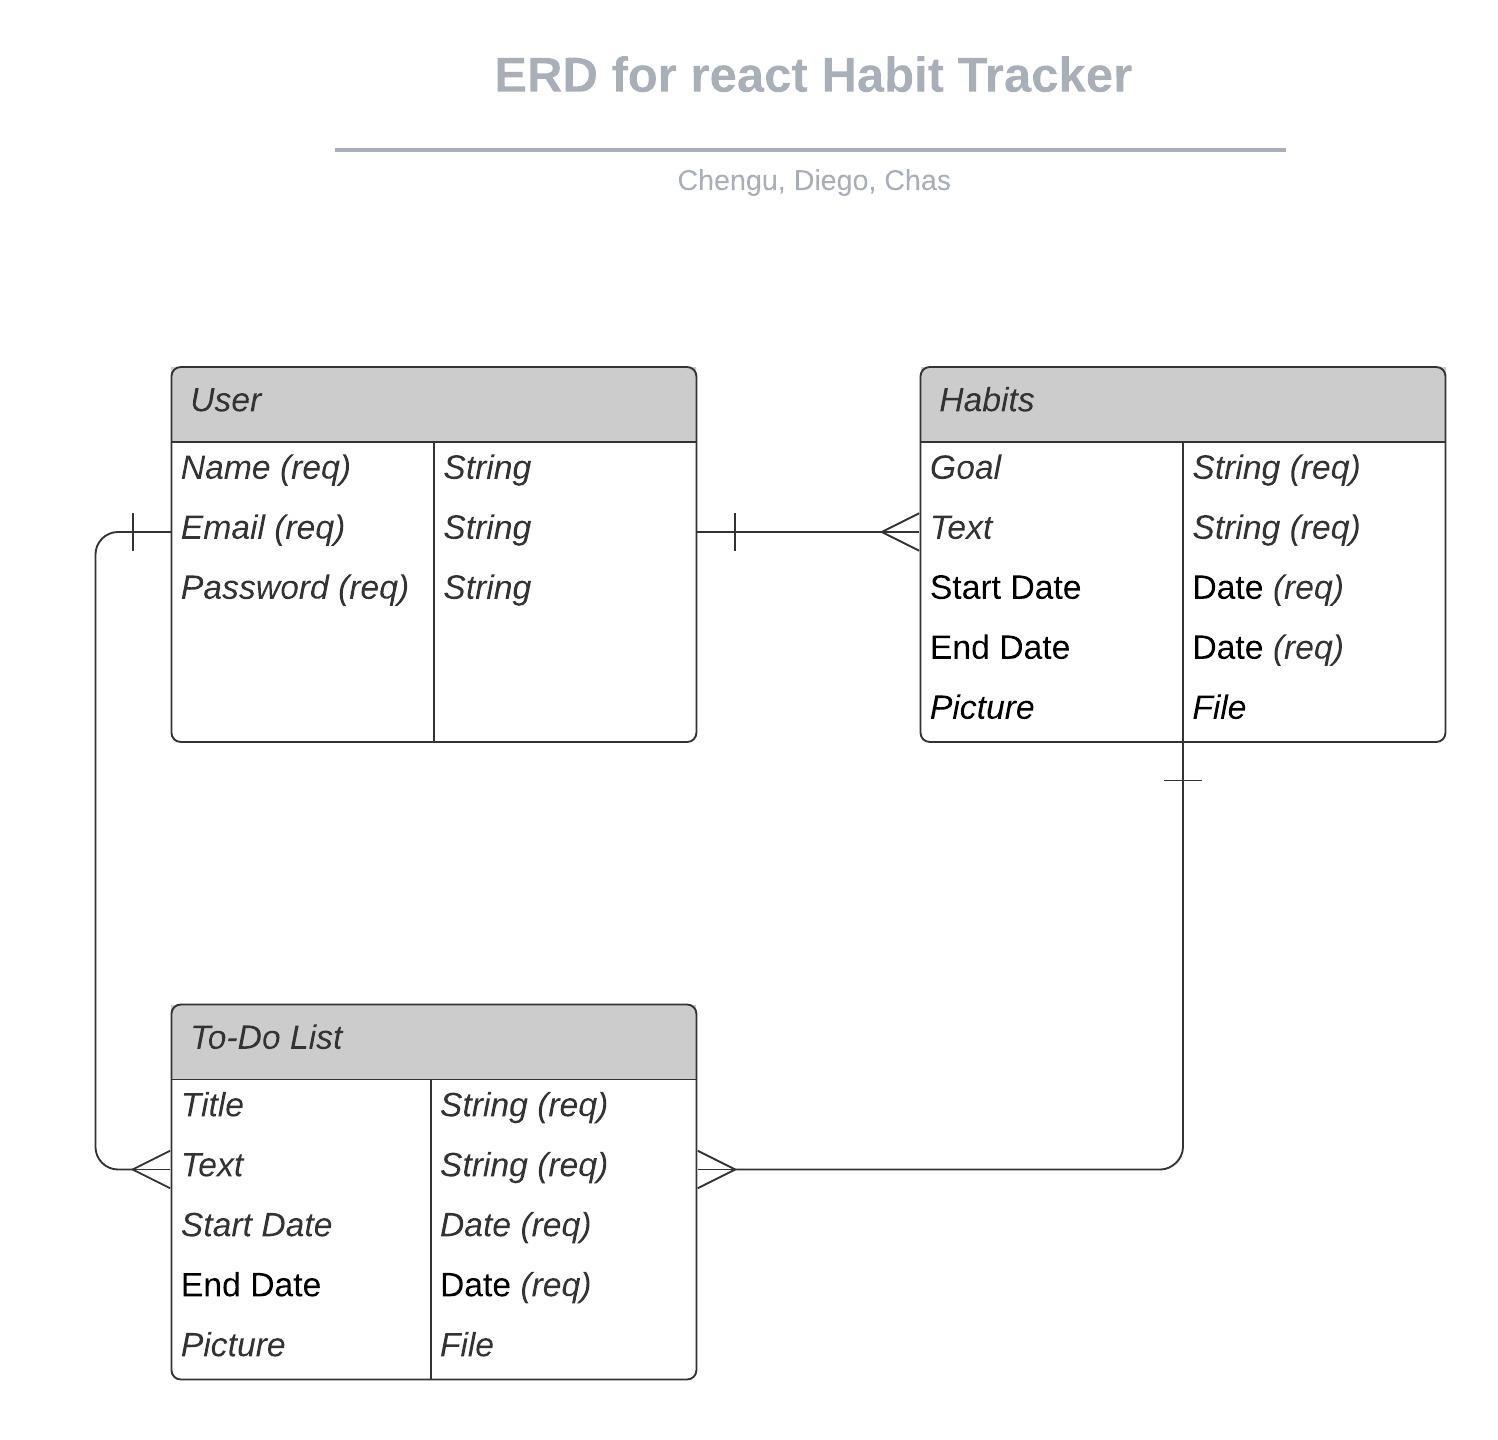 ERD for react Habit Tracker
Chengu, Diego, Chas
User
Name (req) String
Email (req) String
Password (req) String
Habits
Goal String (req)
Text String (req)
Start Date Date (req)
End Date Date (req)
Picture File
To-Do List
Title String (req)
Text String (req)
Start Date Date (req)
End Date Date (req)
Picture File